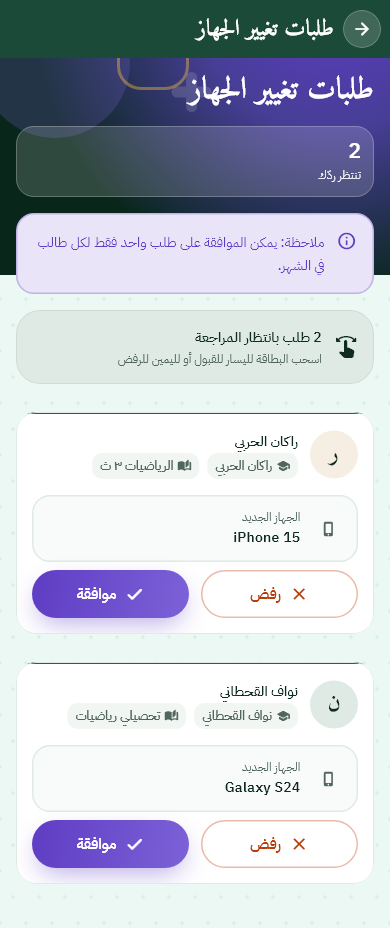 طلبات تغيير الجهاز
طلبات تغيير الجهاز
2
تنتظر ردّك
ملاحظة: يمكن الموافقة على طلب واحد فقط لكل طالب
في الشهر.
2 طلب بانتظار المراجعة
اسحب البطاقة لليسار للقبول أو لليمين للرفض
ر
راكان الحربي
راكان الحربي
الرياضيات ٣ ث
الجهاز الجديد
iPhone 15
رفض
موافقة
ن
نواف القحطاني
نواف القحطاني
تحصيلي رياضيات
الجهاز الجديد
Galaxy S24
رفض
موافقة